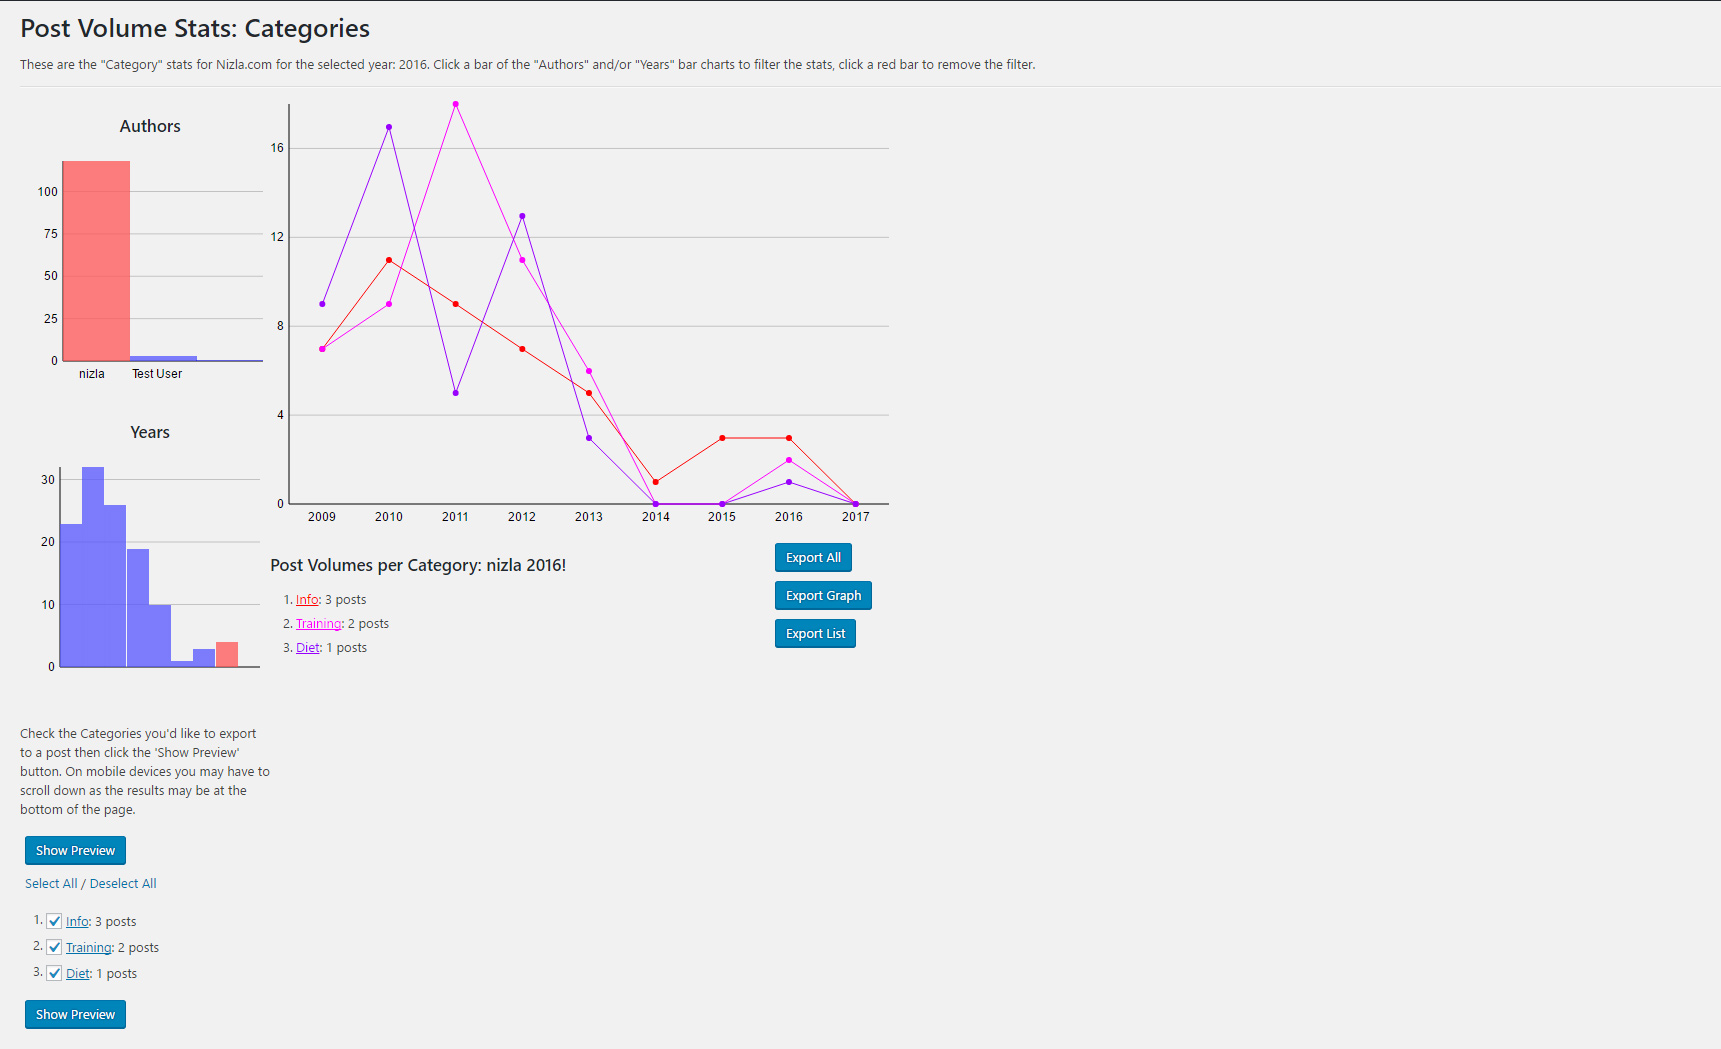 Post Volume Stats: Categories
These are the "Category" stats for Nizla.com for the selected year: 2016. Click a bar of the "Authors" and/or "Years" bar charts to filter the stats, click a red bar to remove the filter.
Authors
100
75
50
25
0
nizla Test User
Years
30
20
10
0
16
12
8
4
0
2009 2010 2011 2012 2013 2014 2015 2016 2017
Post Volumes per Category: nizla 2016!
1. Info: 3 posts
2. Training: 2 posts
3. Diet: 1 posts
Export All
Export Graph
Export List
Check the Categories you'd like to export
to a post then click the 'Show Preview'
button. On mobile devices you may have to
scroll down as the results may be at the
bottom of the page.
Show Preview
Select All / Deselect All
1. Info: 3 posts
2. Training: 2 posts
3. Diet: 1 posts
Show Preview